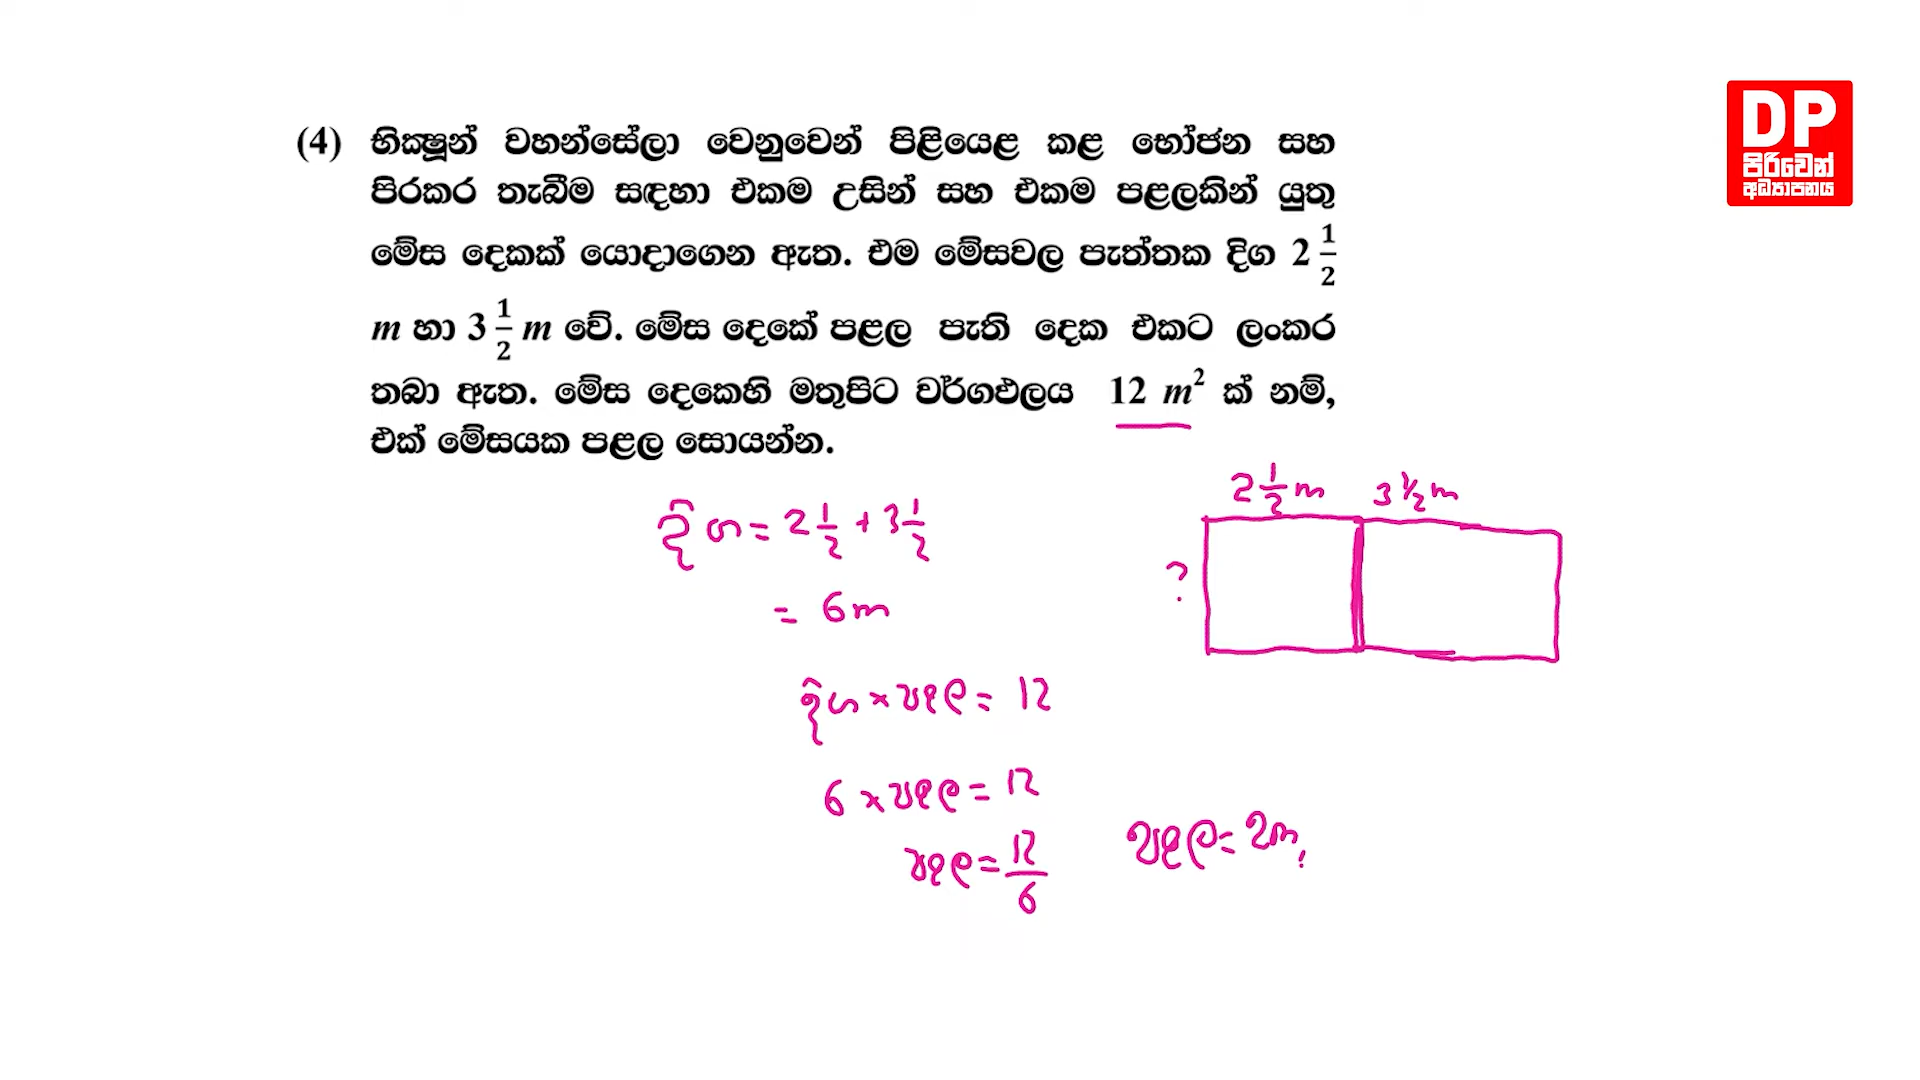 DP
පිරිවෙන්
අධ්‍යාපනය
(4) භික්ෂූන් වහන්සේලා වෙනුවෙන් පිළියෙළ කළ භෝජන සහ
පිරකර තැබීම සඳහා එකම උසින් සහ එකම පළලකින් යුතු
මේස දෙකක් යොදාගෙන ඇත. එම මේසවල පැත්තක දිග 2 1/2
m හා 3 1/2 m වේ. මේස දෙකේ පළල පැති දෙක එකට ලංකර
තබා ඇත. මේස දෙකෙහි මතුපිට වර්ගඵලය 12 m² ක් නම්,
එක් මේසයක පළල සොයන්න.
2 1/2 m 3 1/2 m
දිග = 2 1/2 + 3 1/2
?
= 6m
දිග × පළල = 12
6 × පළල = 12
පළල = 12/6
පළල = 2m